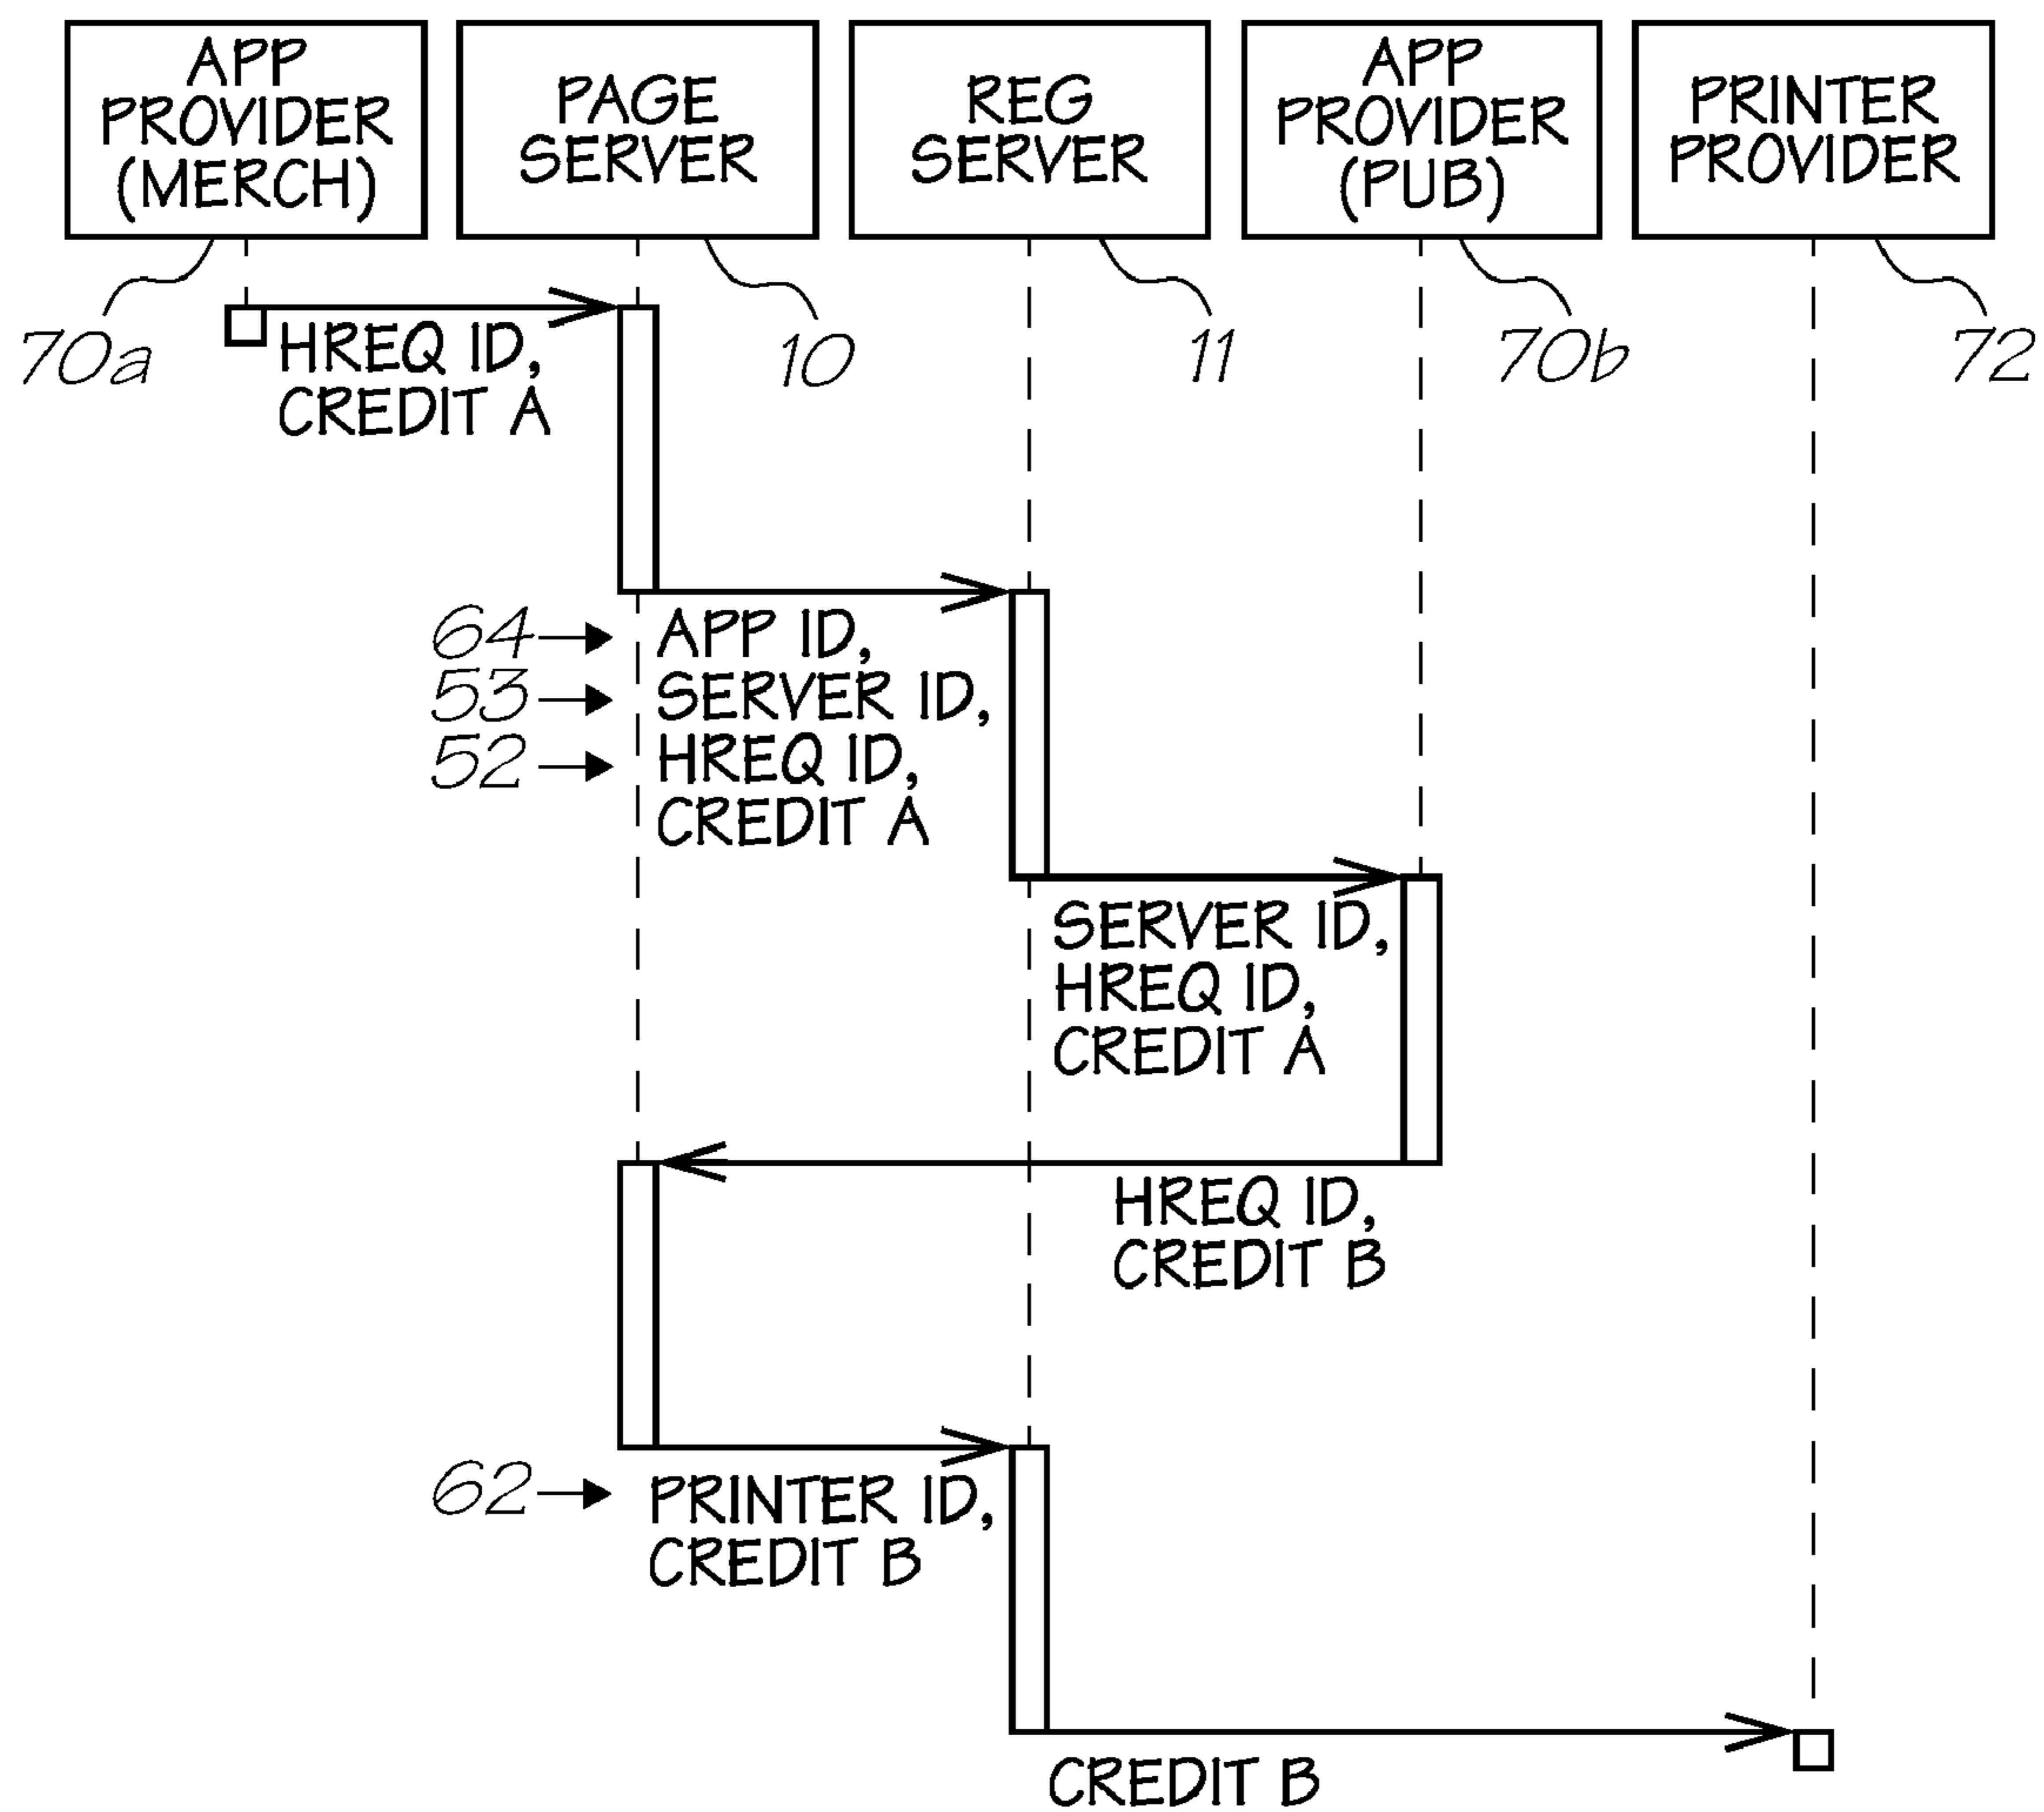 APP
PROVIDER
(MERCH)
PAGE
SERVER
REG
SERVER
APP
PROVIDER
(PUB)
PRINTER
PROVIDER
70a
10
11
70b
72
HREQ ID,
CREDIT A
64
APP ID,
53
SERVER ID,
52
HREQ ID,
CREDIT A
SERVER ID,
HREQ ID,
CREDIT A
HREQ ID,
CREDIT B
62
PRINTER ID,
CREDIT B
CREDIT B